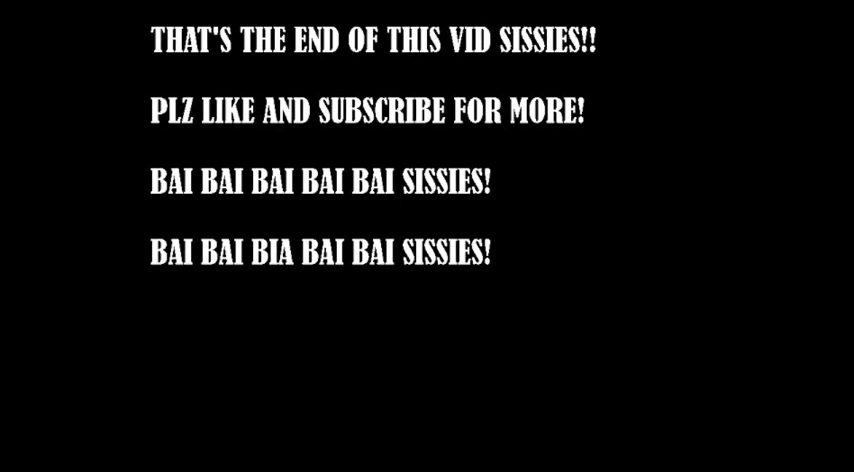 THAT'S THE END OF THIS VID SISSIES!!
PLZ LIKE AND SUBSCRIBE FOR MORE!
BAI BAI BAI BAI BAI SISSIES!
BAI BAI BIA BAI BAI SISSIES!